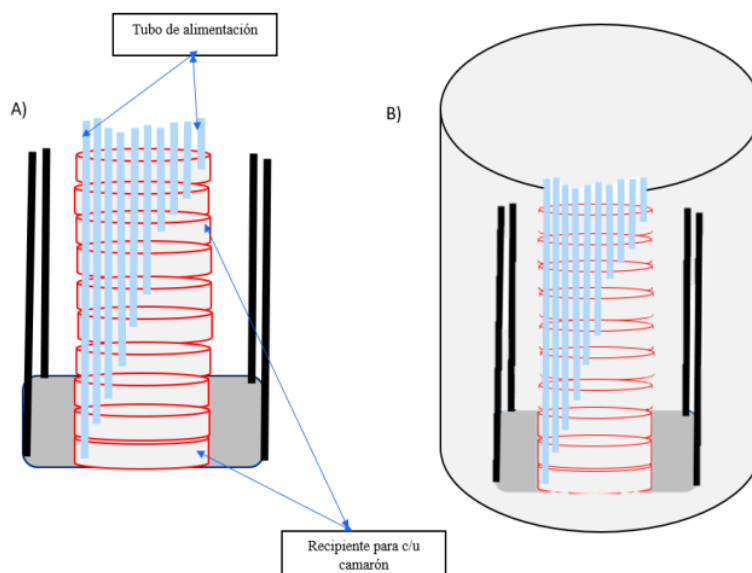 Tubo de alimentación
A)
B)
Recipiente para c/u
camarón